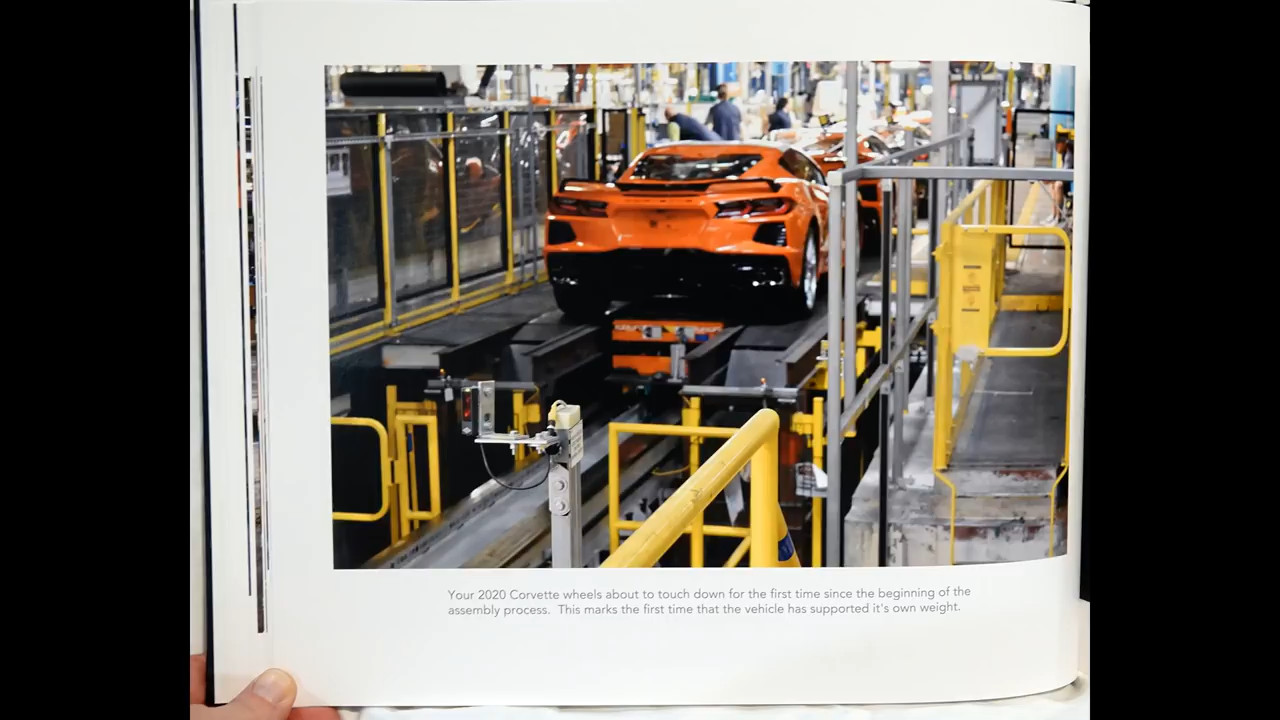 Your 2020 Corvette wheels about to touch down for the first time since the beginning of the
assembly process.  This marks the first time that the vehicle has supported it's own weight.